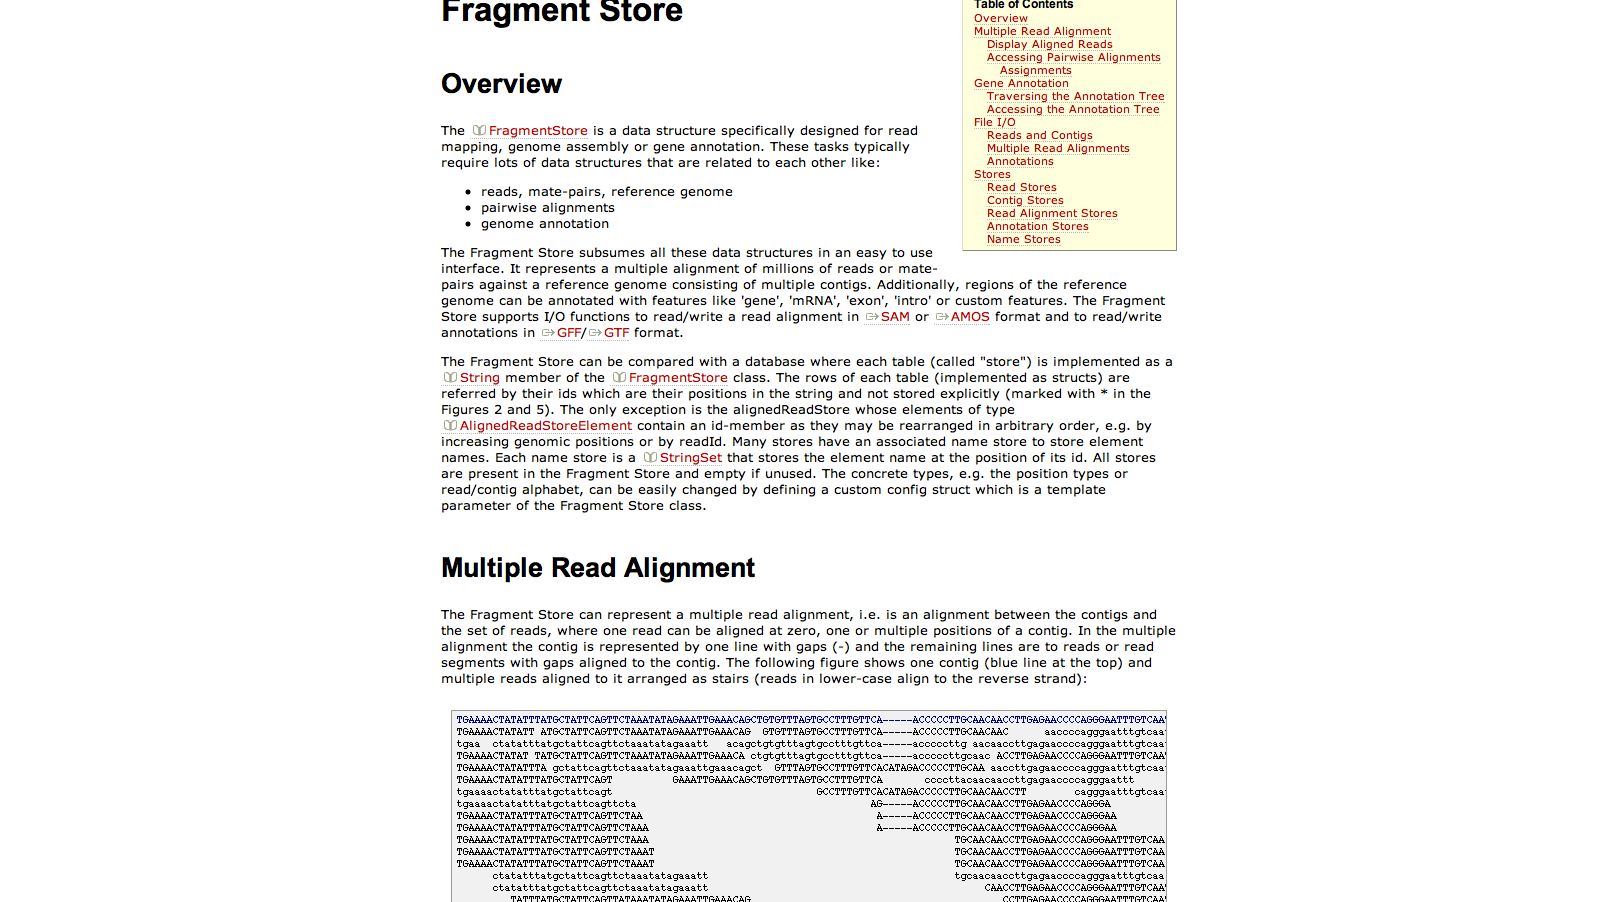 Fragment Store
Table of Contents
Overview
Multiple Read Alignment
Display Aligned Reads
Accessing Pairwise Alignments
Assignments
Gene Annotation
Traversing the Annotation Tree
Accessing the Annotation Tree
File I/O
Reads and Contigs
Multiple Read Alignments
Annotations
Stores
Read Stores
Contig Stores
Read Alignment Stores
Annotation Stores
Name Stores
Overview
The FragmentStore is a data structure specifically designed for read
mapping, genome assembly or gene annotation. These tasks typically
require lots of data structures that are related to each other like:
• reads, mate-pairs, reference genome
• pairwise alignments
• genome annotation
The Fragment Store subsumes all these data structures in an easy to use
interface. It represents a multiple alignment of millions of reads or mate-
pairs against a reference genome consisting of multiple contigs. Additionally, regions of the reference
genome can be annotated with features like 'gene', 'mRNA', 'exon', 'intro' or custom features. The Fragment
Store supports I/O functions to read/write a read alignment in SAM or AMOS format and to read/write
annotations in GFF/ GTF format.
The Fragment Store can be compared with a database where each table (called "store") is implemented as a
String member of the FragmentStore class. The rows of each table (implemented as structs) are
referred by their ids which are their positions in the string and not stored explicitly (marked with * in the
Figures 2 and 5). The only exception is the alignedReadStore whose elements of type
AlignedReadStoreElement contain an id-member as they may be rearranged in arbitrary order, e.g. by
increasing genomic positions or by readId. Many stores have an associated name store to store element
names. Each name store is a StringSet that stores the element name at the position of its id. All stores
are present in the Fragment Store and empty if unused. The concrete types, e.g. the position types or
read/contig alphabet, can be easily changed by defining a custom config struct which is a template
parameter of the Fragment Store class.
Multiple Read Alignment
The Fragment Store can represent a multiple read alignment, i.e. is an alignment between the contigs and
the set of reads, where one read can be aligned at zero, one or multiple positions of a contig. In the multiple
alignment the contig is represented by one line with gaps (-) and the remaining lines are to reads or read
segments with gaps aligned to the contig. The following figure shows one contig (blue line at the top) and
multiple reads aligned to it arranged as stairs (reads in lower-case align to the reverse strand):
TGAAAACTATATTTATGCTATTCAGTTCTAAATATAGAAATTGAAACAGCTGTGTTTAGTGCCTTTGTTCA-----ACCCCCTTGCAACAACCTTGAGAACCCCAGGGAATTTGTCAA
TGAAAACTATATT ATGCTATTCAGTTCTAAATATAGAAATTGAAACAG GTGTTTAGTGCCTTTGTTCA-----ACCCCCTTGCAACAAC aaccccagggaatttgtcaa
tgaa ctatatttatgctattcagttctaaatatagaaatt acagctgtgtttagtgcctttgttca-----acccccttg aacaaccttgagaaccccagggaatttgtcaa
TGAAAACTATAT TATGCTATTCAGTTCTAAATATAGAAATTGAAACA ctgtgtttagtgcctttgttca-----acccccttgcaac ACCTTGAGAACCCCAGGGAATTTGTCAA
TGAAAACTATATTTA gctattcagttctaaatatagaaattgaaacagct GTTTAGTGCCTTTGTTCACATAGACCCCCTTGCAA aaccttgagaaccccagggaatttgtcaa
TGAAAACTATATTTATGCTATTCAGT GAAATTGAAACAGCTGTGTTTAGTGCCTTTGTTCA ccccttacaacaaccttgagaaccccagggaattt
tgaaaactatatttatgctattcagt GCCTTTGTTCACATAGACCCCCTTGCAACAACCTT cagggaatttgtcaa
tgaaaactatatttatgctattcagttcta AG-----ACCCCCTTGCAACAACCTTGAGAACCCCAGGGA
TGAAAACTATATTTATGCTATTCAGTTCTAA A-----ACCCCCTTGCAACAACCTTGAGAACCCCAGGGAA
TGAAAACTATATTTATGCTATTCAGTTCTAAA A-----ACCCCCTTGCAACAACCTTGAGAACCCCAGGGAA
TGAAAACTATATTTATGCTATTCAGTTCTAAA TGCAACAACCTTGAGAACCCCAGGGAATTTGTCAA
TGAAAACTATATTTATGCTATTCAGTTCTAAAT TGCAACAACCTTGAGAACCCCAGGGAATTTGTCAA
TGAAAACTATATTTATGCTATTCAGTTCTAAAT TGCAACAACCTTGAGAACCCCAGGGAATTTGTCAA
ctatatttatgctattcagttctaaatatagaaatt tgcaacaaccttgagaaccccagggaatttgtcaa
ctatatttatgctattcagttctaaatatagaaatt CAACCTTGAGAACCCCAGGGAATTTGTCAA
TATTTATGCTATTCAGTTATAAATATAGAAATTGAAACAG CCTTGAGAACCCCAGGGAATTTGTCAA